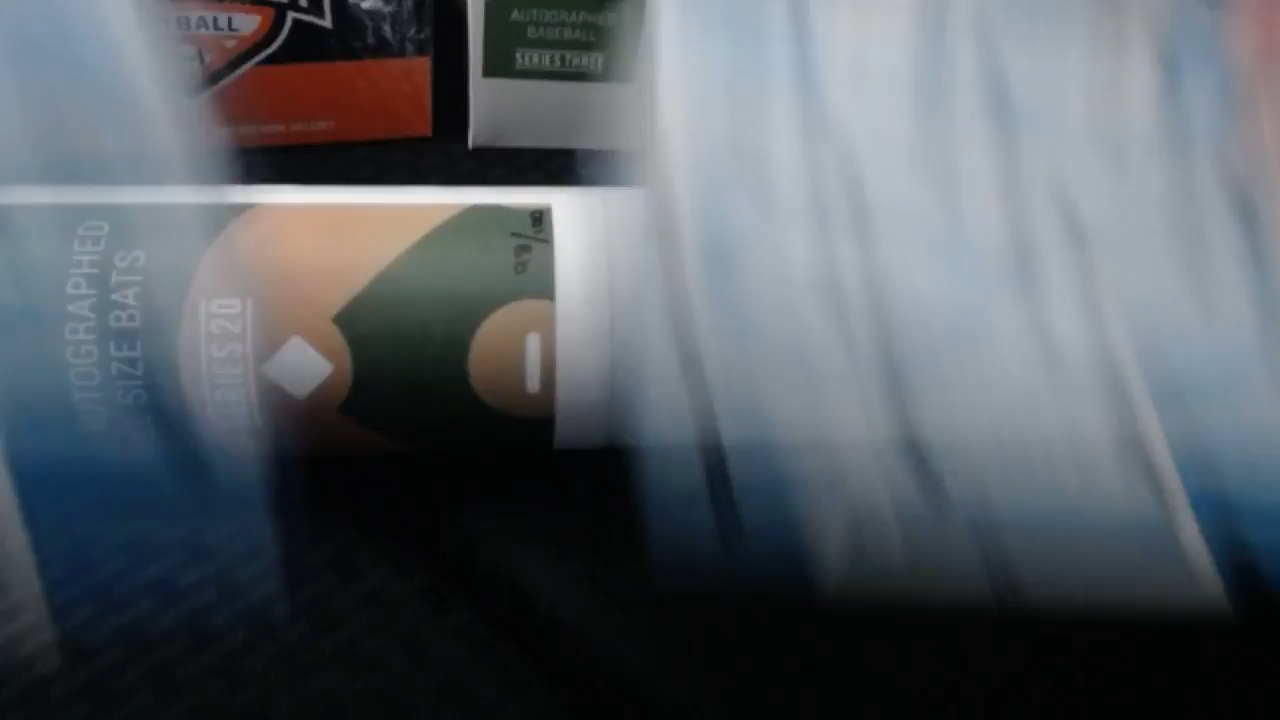 BALL
AUTOGRAPHED
BASEBALL
SERIES THREE
AUTOGRAPHED
SIZE BATS
SERIES 20